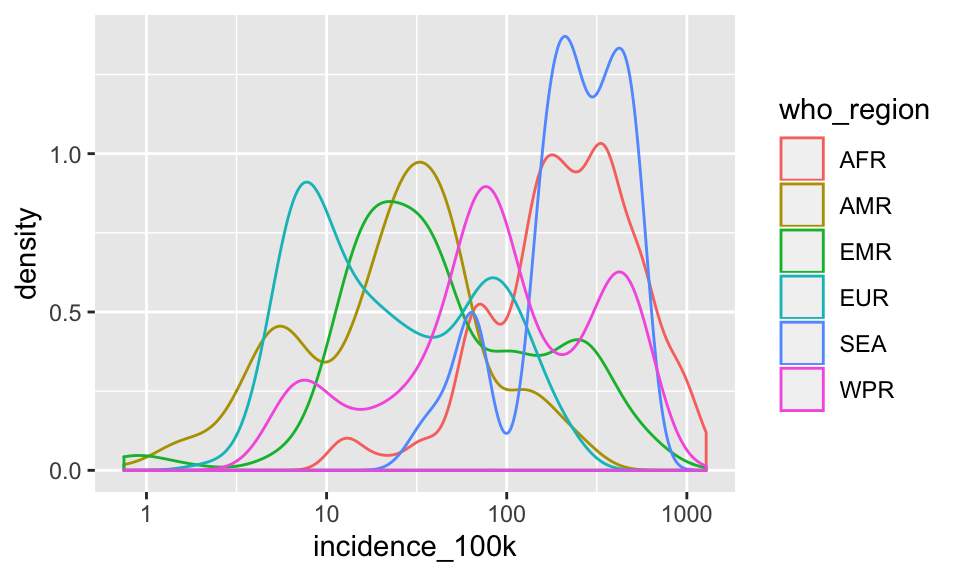 density
1.0
0.5
0.0
1 10 100 1000
incidence_100k
who_region
AFR
AMR
EMR
EUR
SEA
WPR